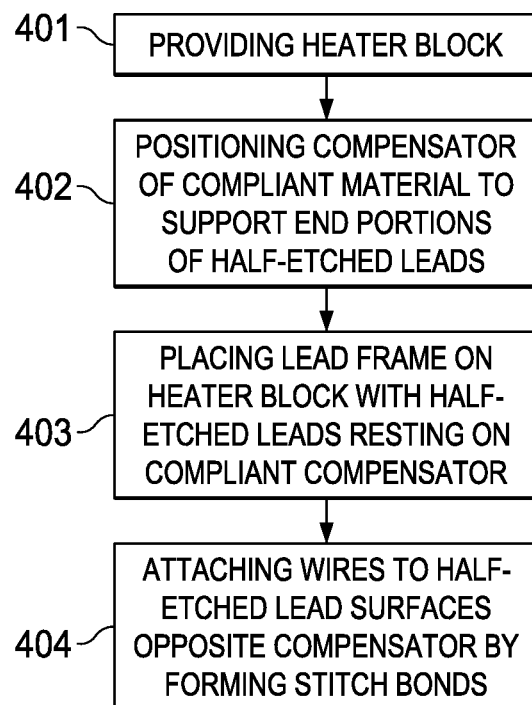 401
PROVIDING HEATER BLOCK
402
POSITIONING COMPENSATOR
OF COMPLIANT MATERIAL TO
SUPPORT END PORTIONS
OF HALF-ETCHED LEADS
403
PLACING LEAD FRAME ON
HEATER BLOCK WITH HALF-
ETCHED LEADS RESTING ON
COMPLIANT COMPENSATOR
404
ATTACHING WIRES TO HALF-
ETCHED LEAD SURFACES
OPPOSITE COMPENSATOR BY
FORMING STITCH BONDS